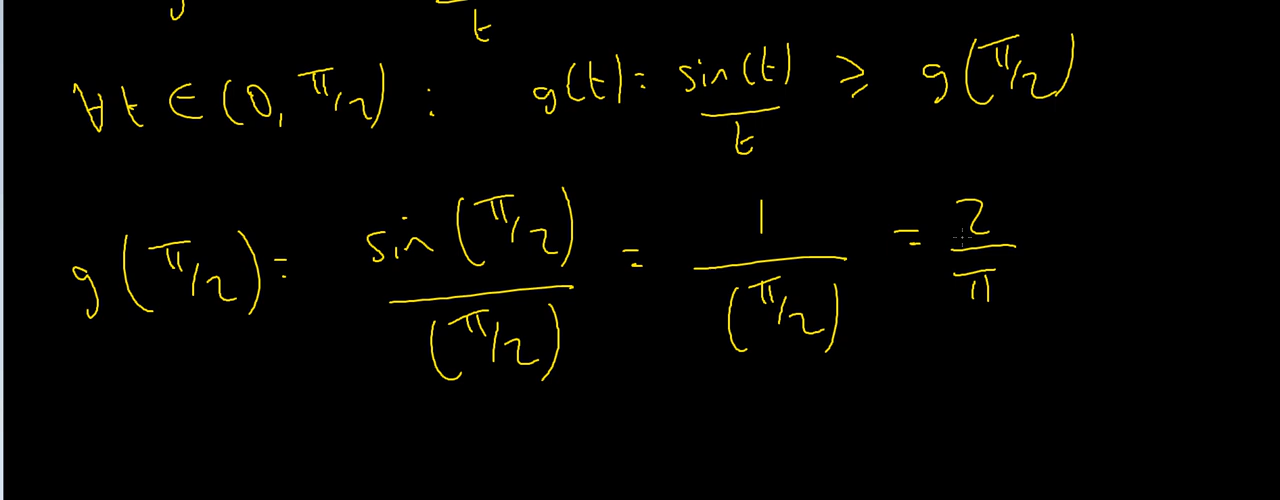 t
∀t ∈ (0, π/2) : g(t) = sin(t)/t ≥ g(π/2)
g(π/2) = sin(π/2)/(π/2) = 1/(π/2) = 2/π